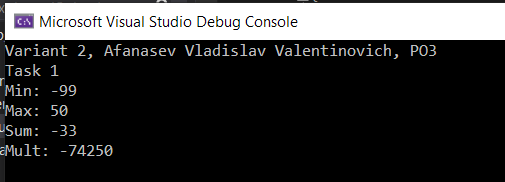 Microsoft Visual Studio Debug Console
Variant 2, Afanasev Vladislav Valentinovich, PO3
Task 1
Min: -99
Max: 50
Sum: -33
Mult: -74250